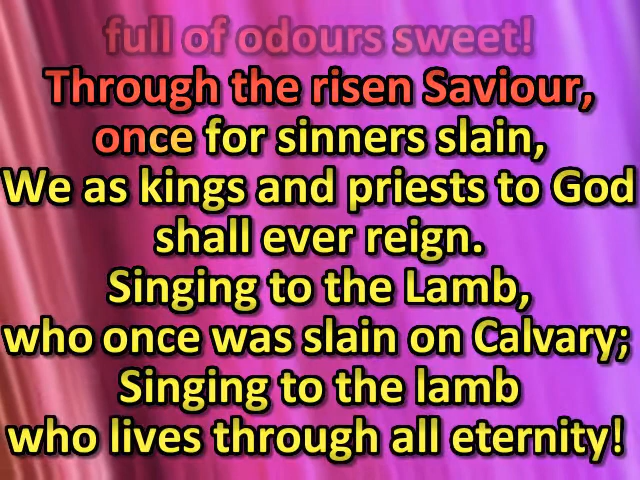 full of odours sweet!
Through the risen Saviour,
once for sinners slain,
We as kings and priests to God
shall ever reign.
Singing to the Lamb,
who once was slain on Calvary;
Singing to the lamb
who lives through all eternity!